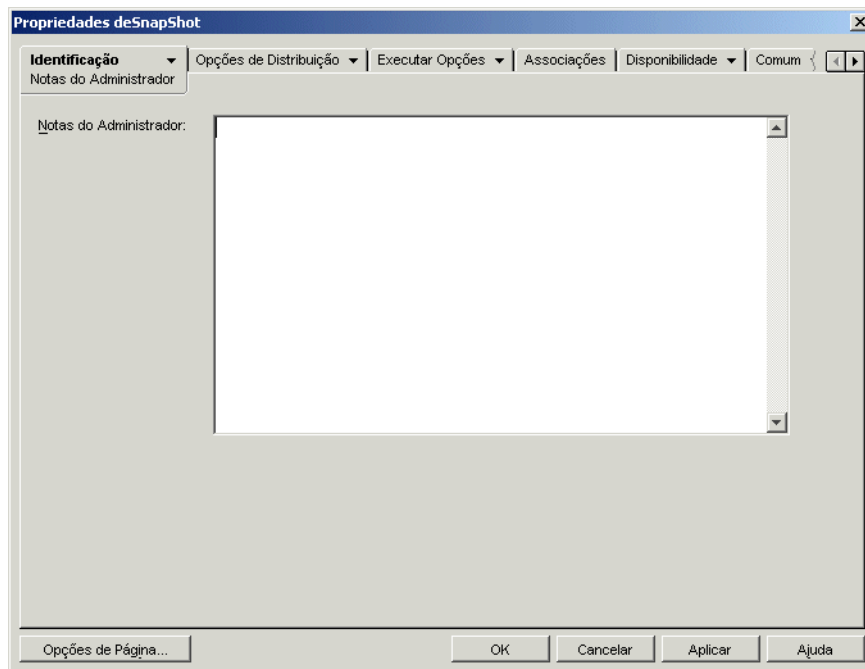 Propriedades deSnapShot
Identificação Opções de Distribuição Executar Opções Associações Disponibilidade Comum
Notas do Administrador
Notas do Administrador:
Opções de Página... OK Cancelar Aplicar Ajuda